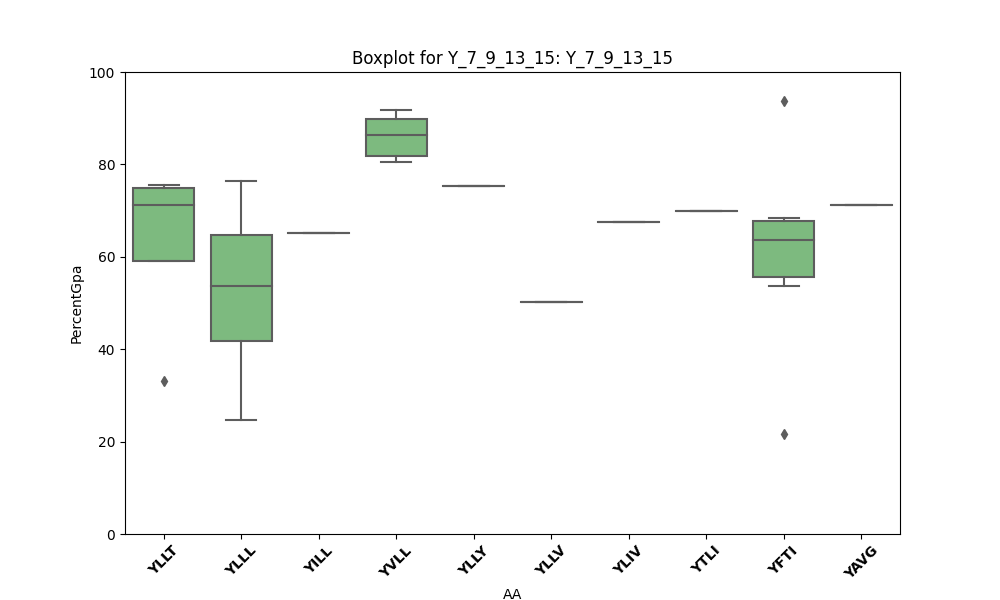 Boxplot for Y_7_9_13_15: Y_7_9_13_15
100
80
60
40
20
0
PercentGpa
YLLT
YLLL
YILL
YVLL
YLLY
YLLV
YLIV
YTLI
YFTI
YAVG
AA